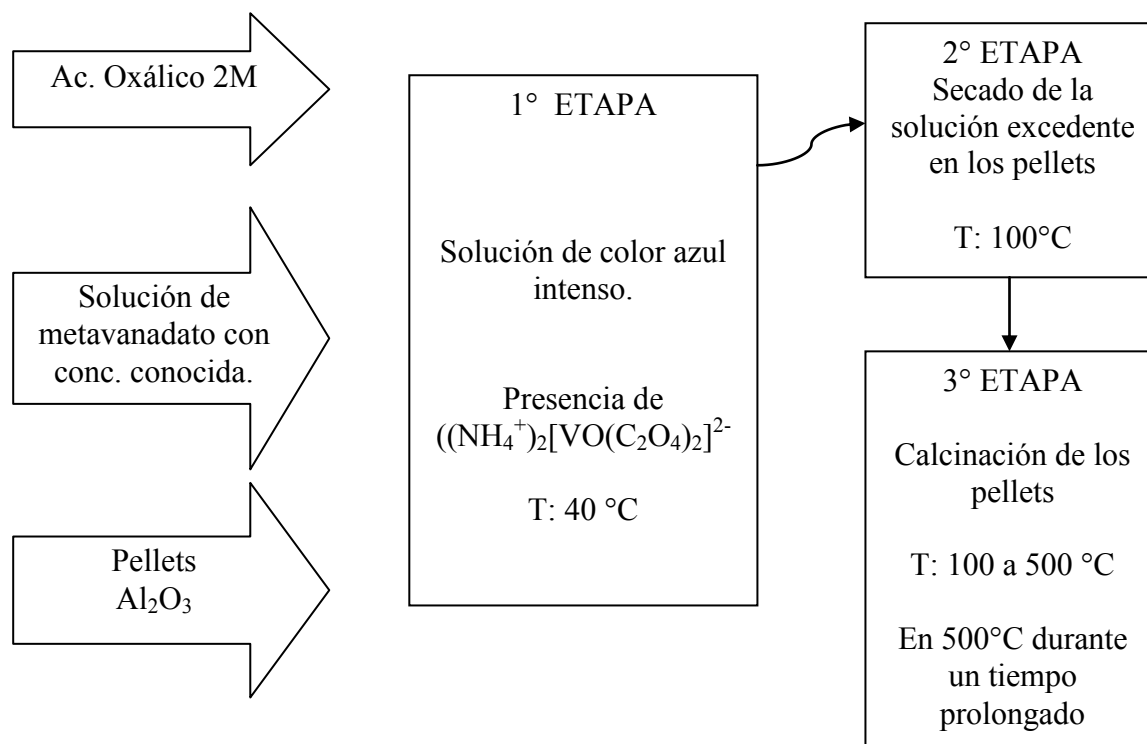 Ac. Oxálico 2M
Solución de
metavanadato con
conc. conocida.
Pellets
Al₂O₃
1° ETAPA
Solución de color azul
intenso.
Presencia de
((NH₄⁺)₂[VO(C₂O₄)₂]²⁻
T: 40 °C
2° ETAPA
Secado de la
solución excedente
en los pellets
T: 100°C
3° ETAPA
Calcinación de los
pellets
T: 100 a 500 °C
En 500°C durante
un tiempo
prolongado